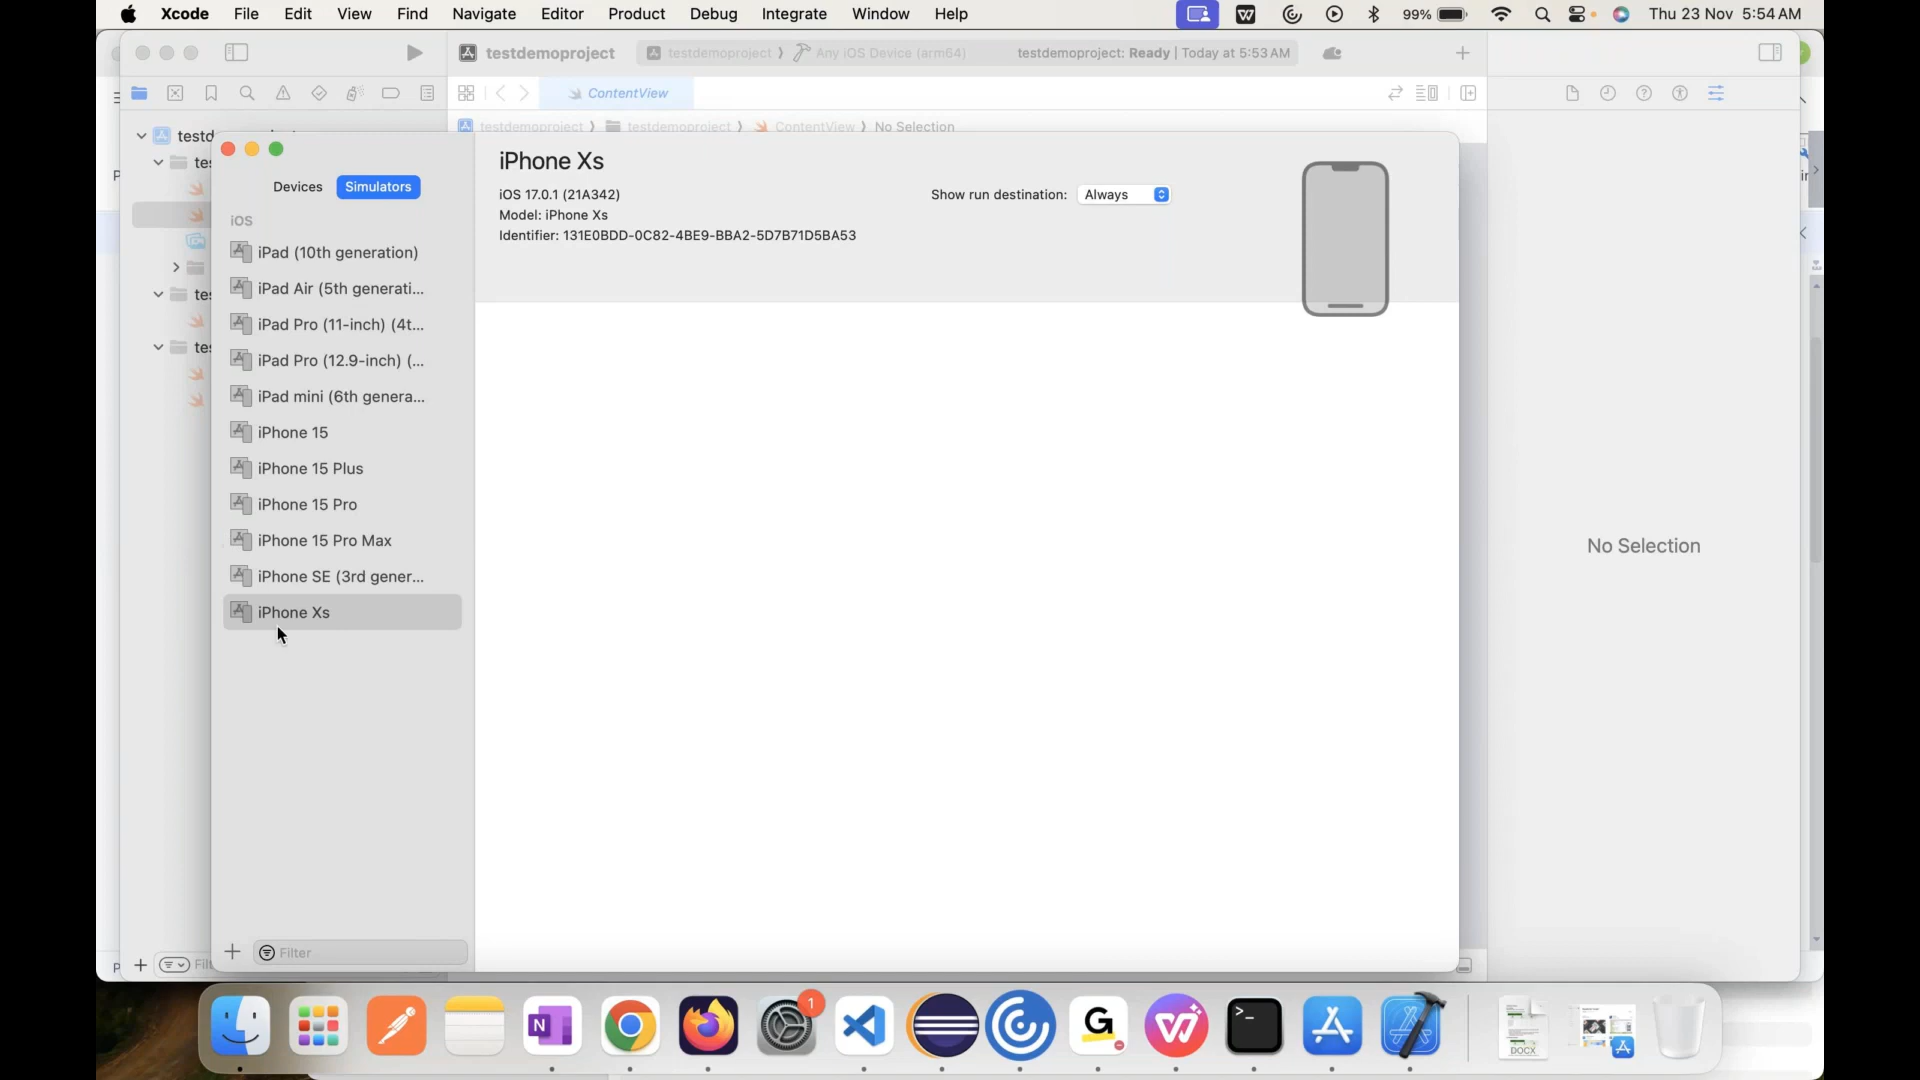 Xcode File Edit View Find Navigate Editor Product Debug Integrate Window Help 99% Thu 23 Nov 5:54 AM
testdemoproject testdemoproject Any iOS Device (arm64) testdemoproject: Ready | Today at 5:53 AM
ContentView
testdemoproject testdemoproject ContentView No Selection
iPhone Xs
Devices Simulators
iOS 17.0.1 (21A342)
Show run destination: Always
Model: iPhone Xs
Identifier: 131E0BDD-0C82-4BE9-BBA2-5D7B71D5BA53
iOS
iPad (10th generation)
iPad Air (5th generati...
iPad Pro (11-inch) (4t...
iPad Pro (12.9-inch) (...
iPad mini (6th genera...
iPhone 15
iPhone 15 Plus
iPhone 15 Pro
iPhone 15 Pro Max
iPhone SE (3rd gener...
iPhone Xs
No Selection
Filter
1
DOCX